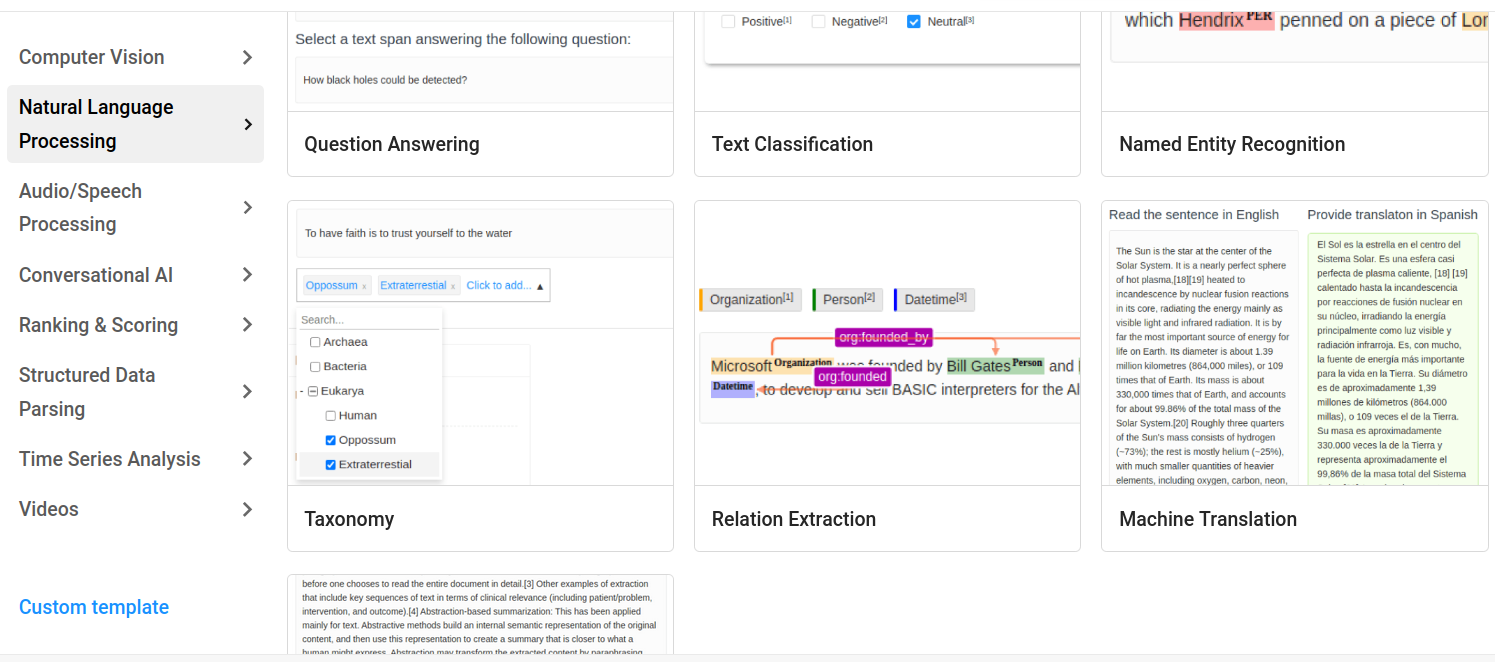 Computer Vision
Natural Language
Processing
Audio/Speech
Processing
Conversational AI
Ranking & Scoring
Structured Data
Parsing
Time Series Analysis
Videos
Custom template
Select a text span answering the following question:
How black holes could be detected?
Question Answering
Positive[1] Negative[2] Neutral[3]
Text Classification
which Hendrix PER penned on a piece of Lor
Named Entity Recognition
To have faith is to trust yourself to the water
Oppossum x Extraterrestial x Click to add...
Search...
Archaea
Bacteria
Eukarya
Human
Oppossum
Extraterrestial
Taxonomy
Organization[1] Person[2] Datetime[3]
org:founded_by
Microsoft Organization was founded by Bill Gates Person and
org:founded
Datetime, to develop and sell BASIC interpreters for the Al
Relation Extraction
Read the sentence in English
The Sun is the star at the center of the
Solar System. It is a nearly perfect sphere
of hot plasma,[18][19] heated to
incandescence by nuclear fusion reactions
in its core, radiating the energy mainly as
visible light and infrared radiation. It is by
far the most important source of energy for
life on Earth. Its diameter is about 1.39
million kilometres (864,000 miles), or 109
times that of Earth. Its mass is about
330,000 times that of Earth, and accounts
for about 99.86% of the total mass of the
Solar System.[20] Roughly three quarters
of the Sun's mass consists of hydrogen
(~73%); the rest is mostly helium (~25%),
with much smaller quantities of heavier
elements, including oxygen, carbon, neon,
Provide translaton in Spanish
El Sol es la estrella en el centro del
Sistema Solar. Es una esfera casi
perfecta de plasma caliente, [18] [19]
calentado hasta la incandescencia
por reacciones de fusión nuclear en
su núcleo, irradiando la energía
principalmente como luz visible y
radiación infrarroja. Es, con mucho,
la fuente de energía más importante
para la vida en la Tierra. Su diámetro
es de aproximadamente 1,39
millones de kilómetros (864.000
millas), o 109 veces el de la Tierra.
Su masa es aproximadamente
330.000 veces la de la Tierra y
representa aproximadamente el
99,86% de la masa total del Sistema
Machine Translation
before one chooses to read the entire document in detail.[3] Other examples of extraction
that include key sequences of text in terms of clinical relevance (including patient/problem,
intervention, and outcome).[4] Abstraction-based summarization: This has been applied
mainly for text. Abstractive methods build an internal semantic representation of the original
content, and then use this representation to create a summary that is closer to what a
human might express. Abstraction may transform the extracted content by paraphrasing